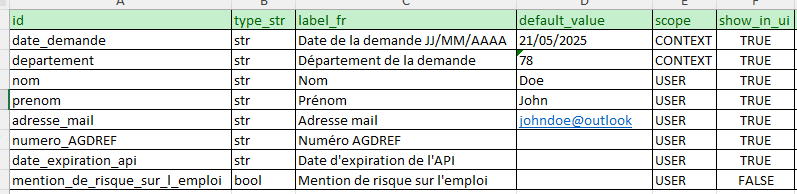 A B C D E F
id type_str label_fr default_value scope show_in_ui
date_demande str Date de la demande JJ/MM/AAAA 21/05/2025 CONTEXT TRUE
departement str Département de la demande 78 CONTEXT TRUE
nom str Nom Doe USER TRUE
prenom str Prénom John USER TRUE
adresse_mail str Adresse mail johndoe@outlook USER TRUE
numero_AGDREF str Numéro AGDREF USER TRUE
date_expiration_api str Date d'expiration de l'API USER TRUE
mention_de_risque_sur_l_emploi bool Mention de risque sur l'emploi USER FALSE